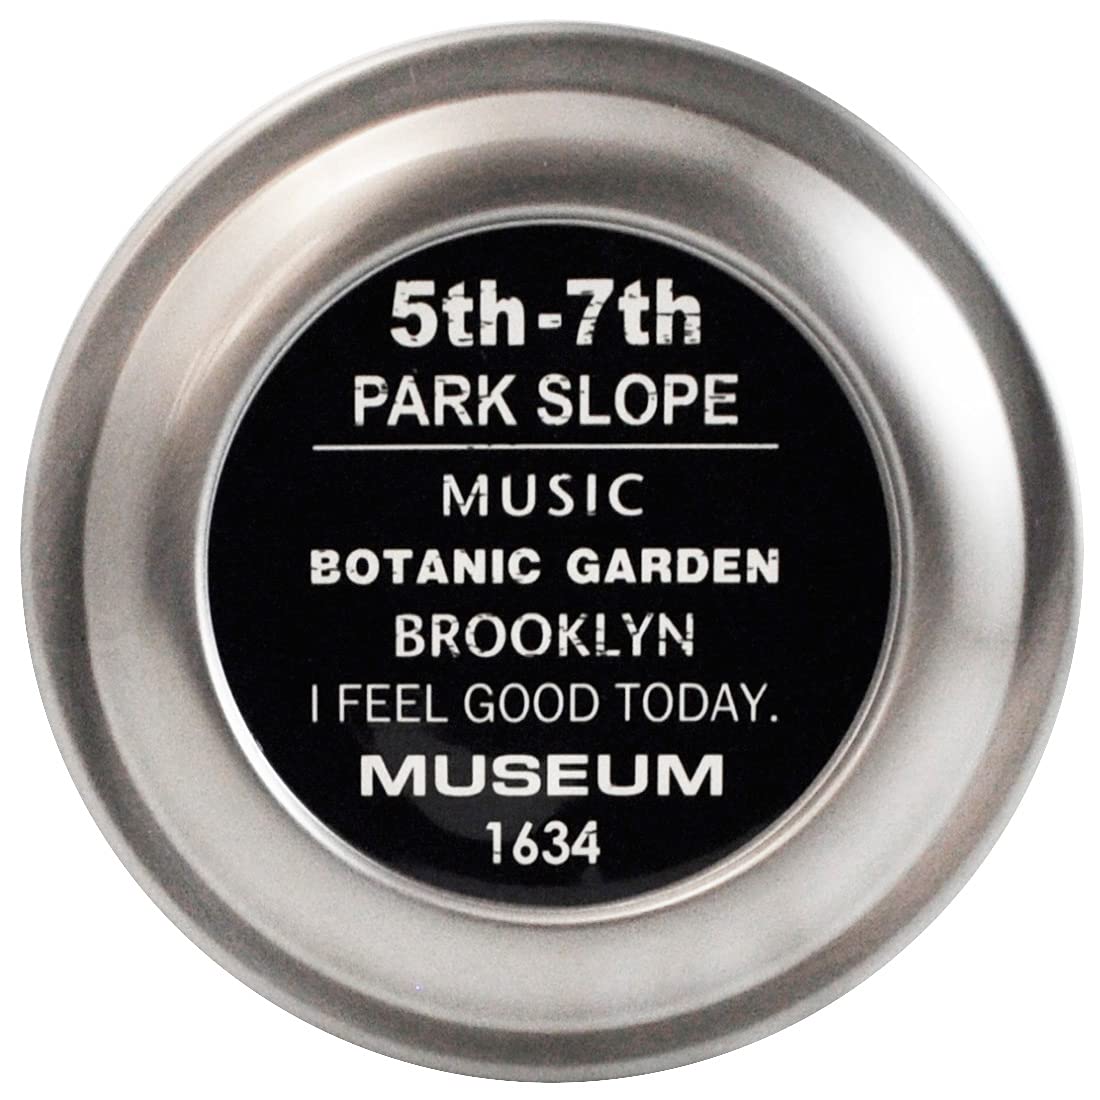 5th-7th
PARK SLOPE
MUSIC
BOTANIC GARDEN
BROOKLYN
I FEEL GOOD TODAY.
MUSEUM
1634